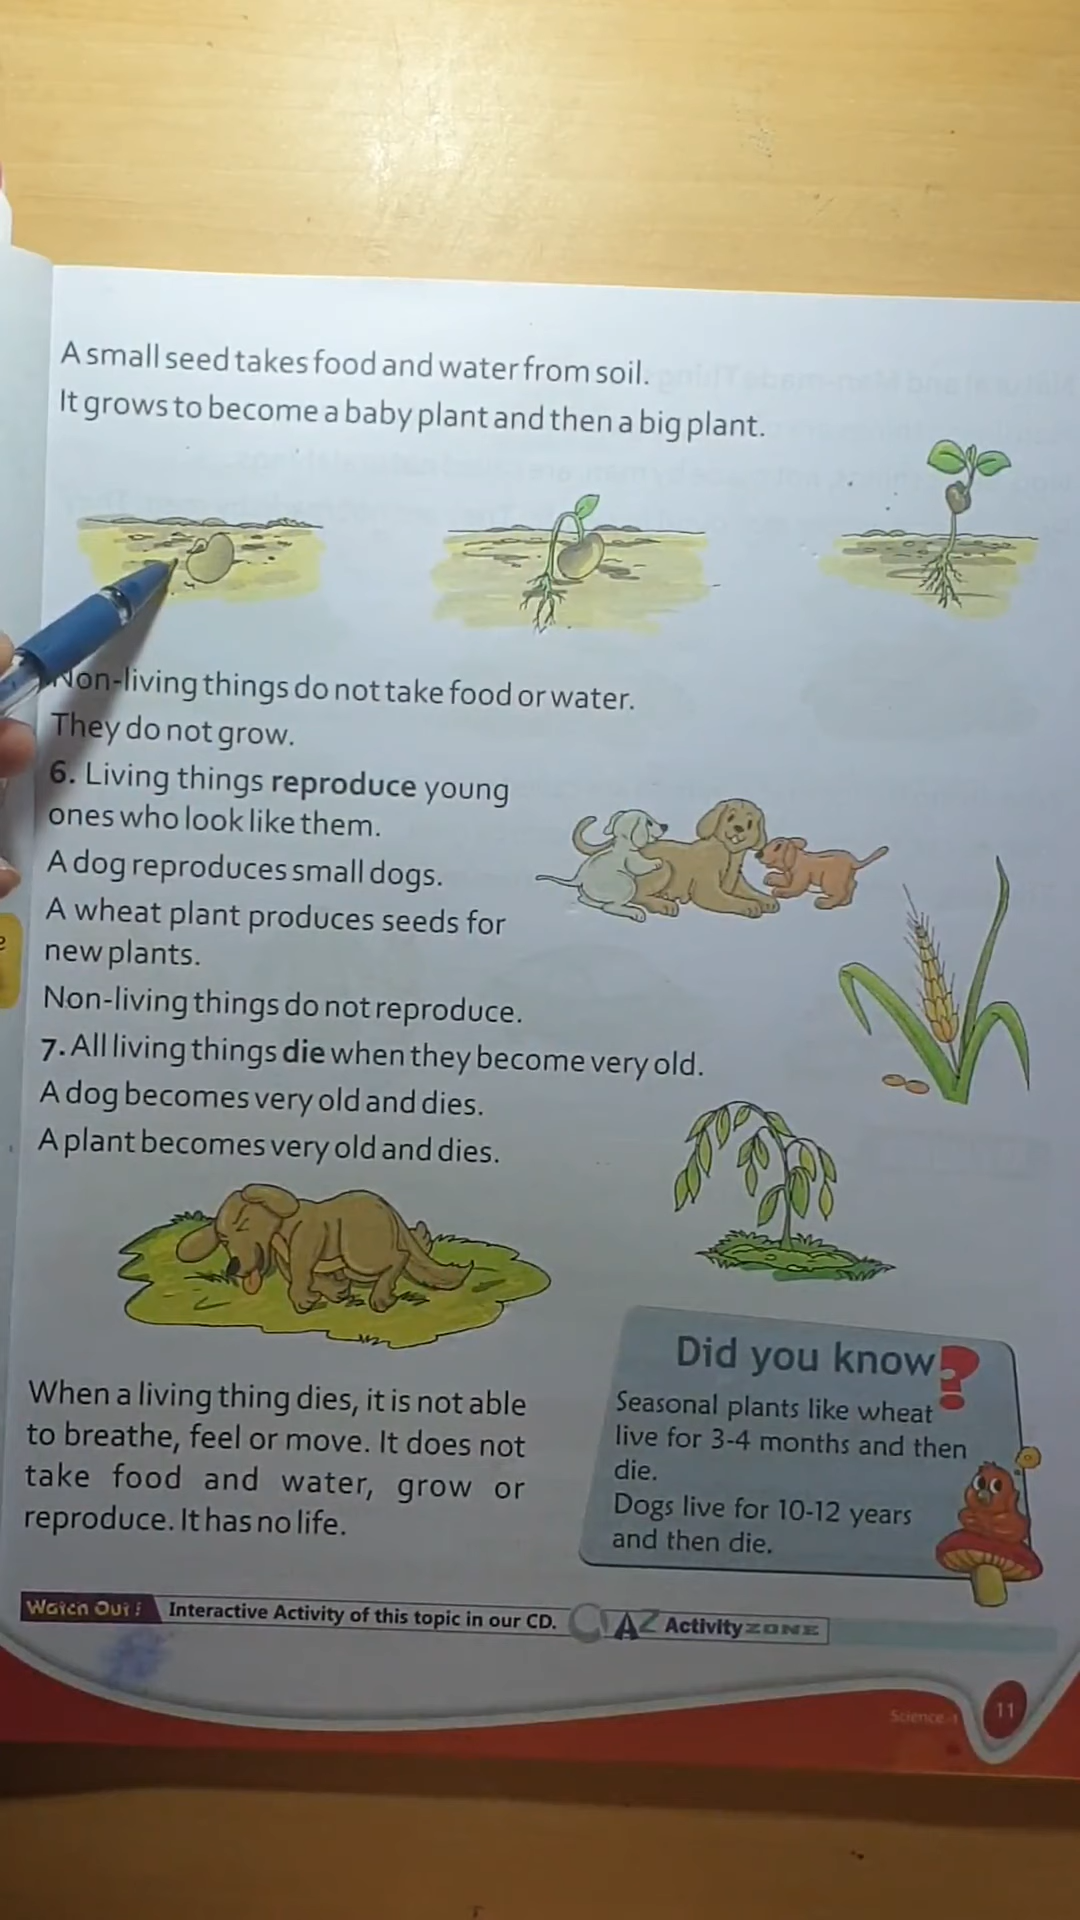 A small seed takes food and water from soil.
It grows to become a baby plant and then a big plant.
Non-living things do not take food or water.
They do not grow.
6. Living things reproduce young
ones who look like them.
A dog reproduces small dogs.
A wheat plant produces seeds for
new plants.
Non-living things do not reproduce.
7. All living things die when they become very old.
A dog becomes very old and dies.
A plant becomes very old and dies.
When a living thing dies, it is not able
to breathe, feel or move. It does not
take food and water, grow or
reproduce. It has no life.
Did you know?
Seasonal plants like wheat
live for 3-4 months and then
die.
Dogs live for 10-12 years
and then die.
Watch Out! Interactive Activity of this topic in our CD. AZ Activity ZONE
Science-1
11